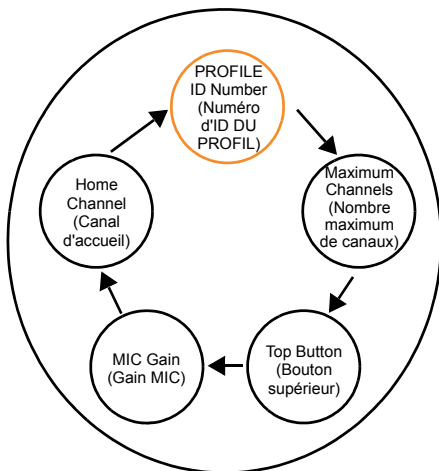 PROFILE
ID Number
(Numéro
d'ID DU
PROFIL)
Maximum
Channels
(Nombre
maximum
de canaux)
Top Button
(Bouton
supérieur)
MIC Gain
(Gain MIC)
Home
Channel
(Canal
d'accueil)